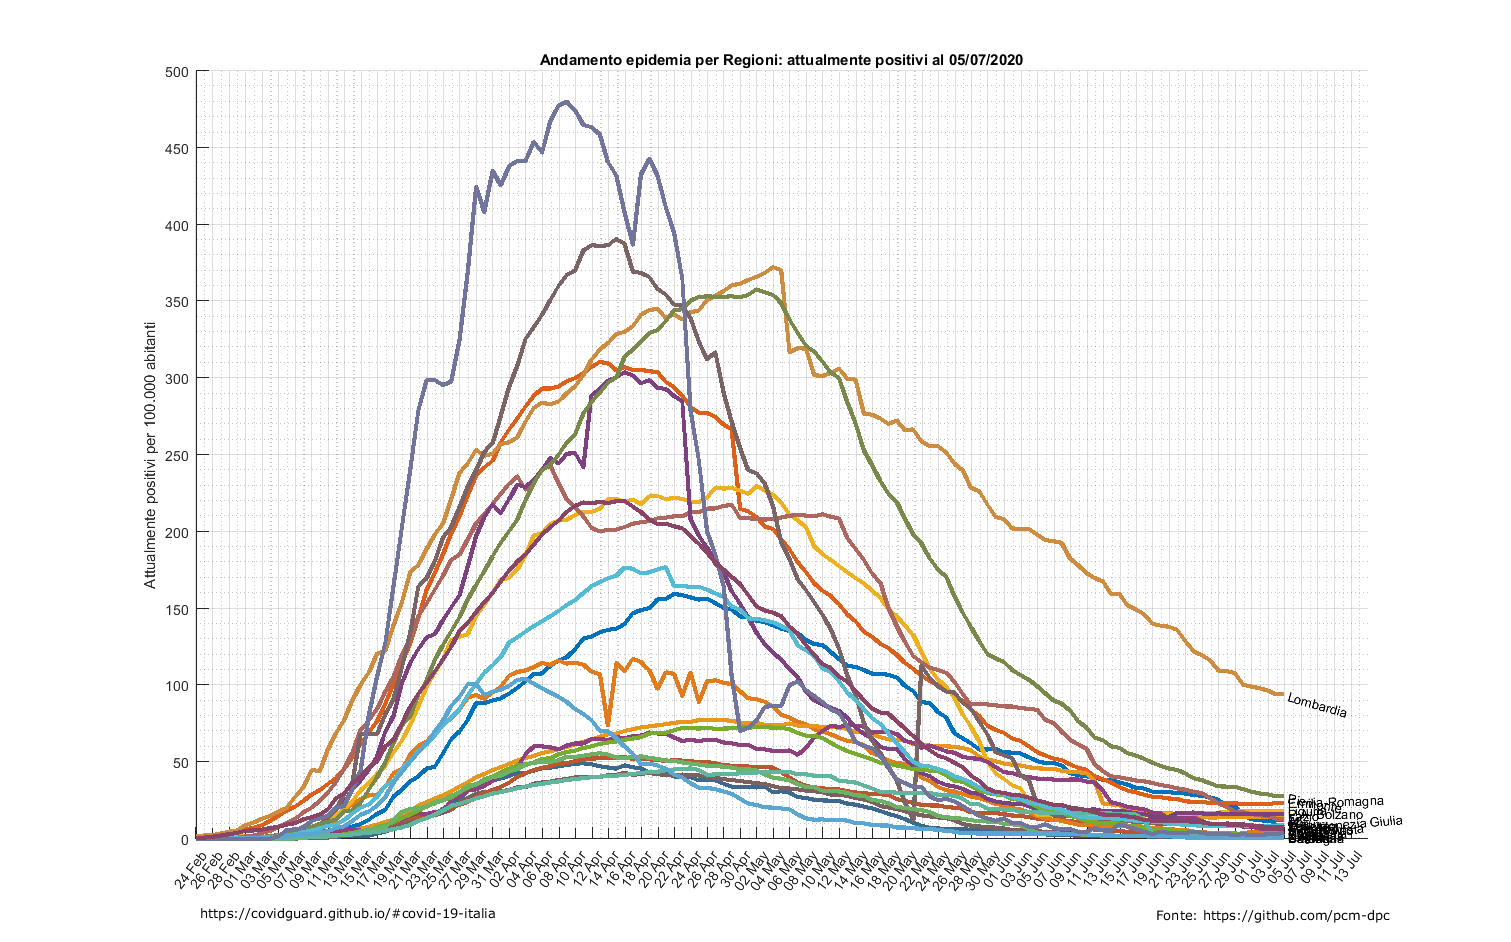 Andamento epidemia per Regioni: attualmente positivi al 05/07/2020
500
450
400
350
300
250
200
150
100
50
0
Attualmente positivi per 100.000 abitanti
Lombardia
Emilia-Romagna
Bolzano
24 Feb
26 Feb
28 Feb
01 Mar
03 Mar
05 Mar
07 Mar
09 Mar
11 Mar
13 Mar
15 Mar
17 Mar
19 Mar
21 Mar
23 Mar
25 Mar
27 Mar
29 Mar
31 Mar
02 Apr
04 Apr
06 Apr
08 Apr
10 Apr
12 Apr
14 Apr
16 Apr
18 Apr
20 Apr
22 Apr
24 Apr
26 Apr
28 Apr
30 Apr
02 May
04 May
06 May
08 May
10 May
12 May
14 May
16 May
18 May
20 May
22 May
24 May
26 May
28 May
30 May
01 Jun
03 Jun
05 Jun
07 Jun
09 Jun
11 Jun
13 Jun
15 Jun
17 Jun
19 Jun
21 Jun
23 Jun
25 Jun
27 Jun
29 Jun
01 Jul
03 Jul
05 Jul
07 Jul
09 Jul
11 Jul
13 Jul
https://covidguard.github.io/#covid-19-italia
Fonte: https://github.com/pcm-dpc